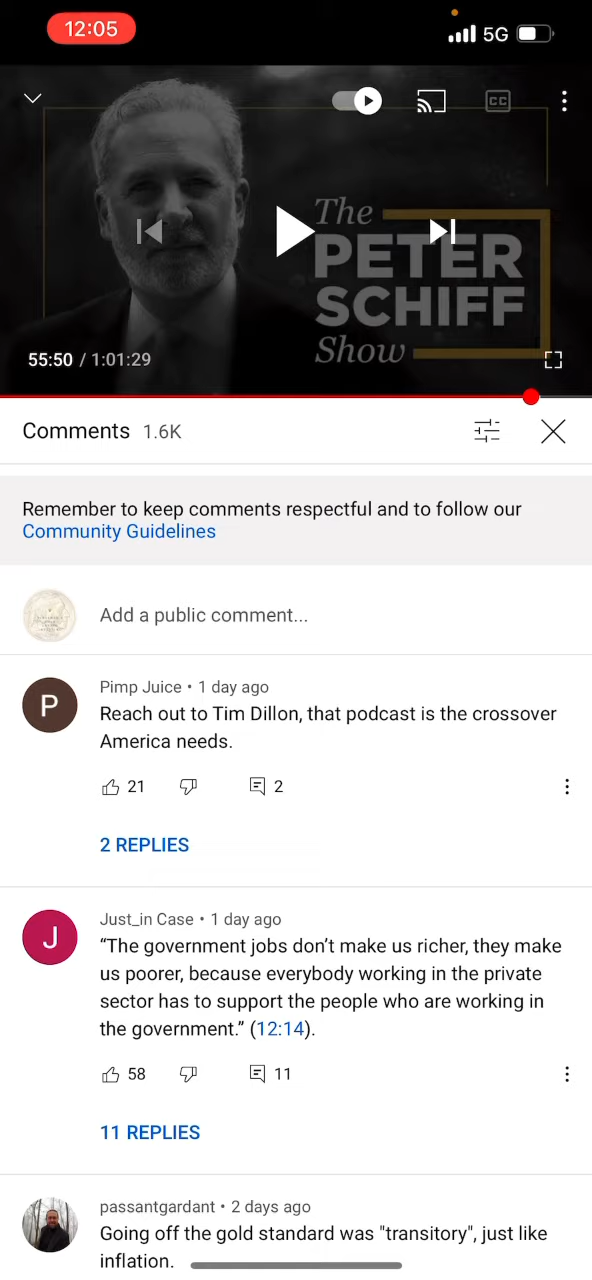 12:05
5G
CC
The
PETER
SCHIFF
Show
55:50 / 1:01:29
Comments 1.6K
Remember to keep comments respectful and to follow our
Community Guidelines
Add a public comment...
P
Pimp Juice • 1 day ago
Reach out to Tim Dillon, that podcast is the crossover
America needs.
21 2
2 REPLIES
J
Just_in Case • 1 day ago
“The government jobs don’t make us richer, they make
us poorer, because everybody working in the private
sector has to support the people who are working in
the government.” (12:14).
58 11
11 REPLIES
passantgardant • 2 days ago
Going off the gold standard was "transitory", just like
inflation.